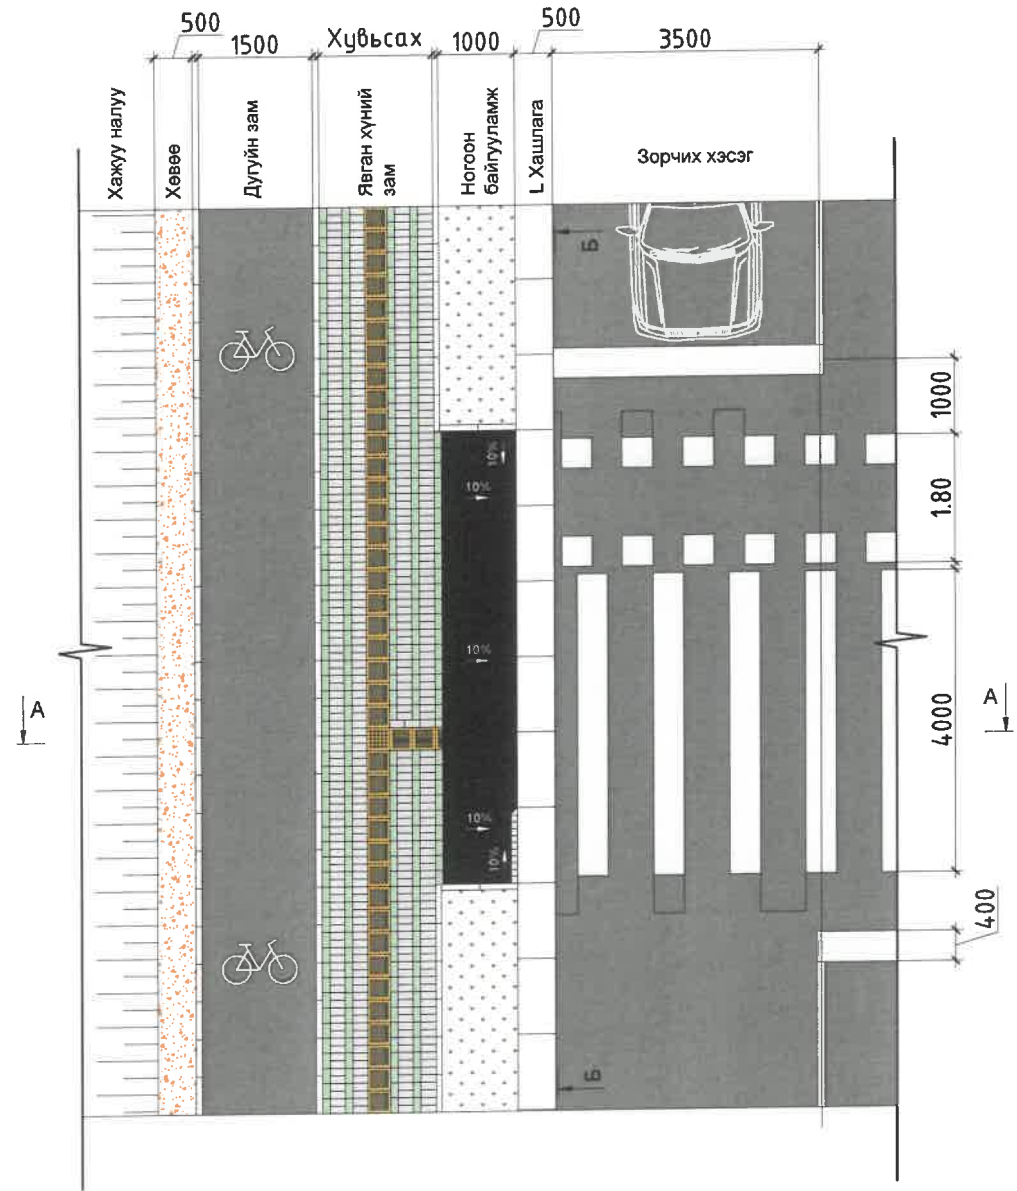 500
1500
Хувьсах
1000
500
3500
Хажуу налуу
Хөвөө
Дугуйн зам
Явган хүний
зам
Ногоон
байгууламж
L Хашлага
Зорчих хэсэг
Б
1000
10%
10%
1.80
10%
А
А
4000
10%
10%
400
Б